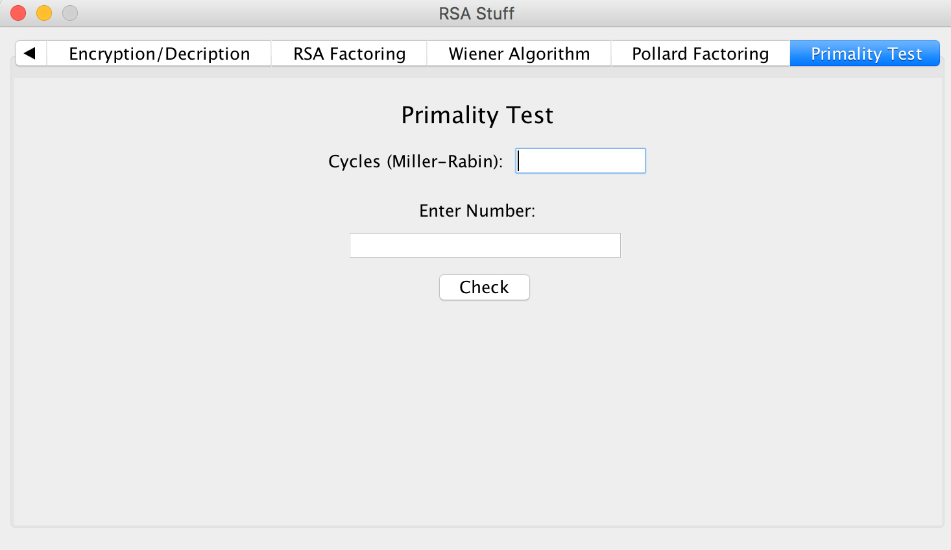 RSA Stuff
◀ Encryption/Decription RSA Factoring Wiener Algorithm Pollard Factoring Primality Test
Primality Test
Cycles (Miller-Rabin):
Enter Number:
Check